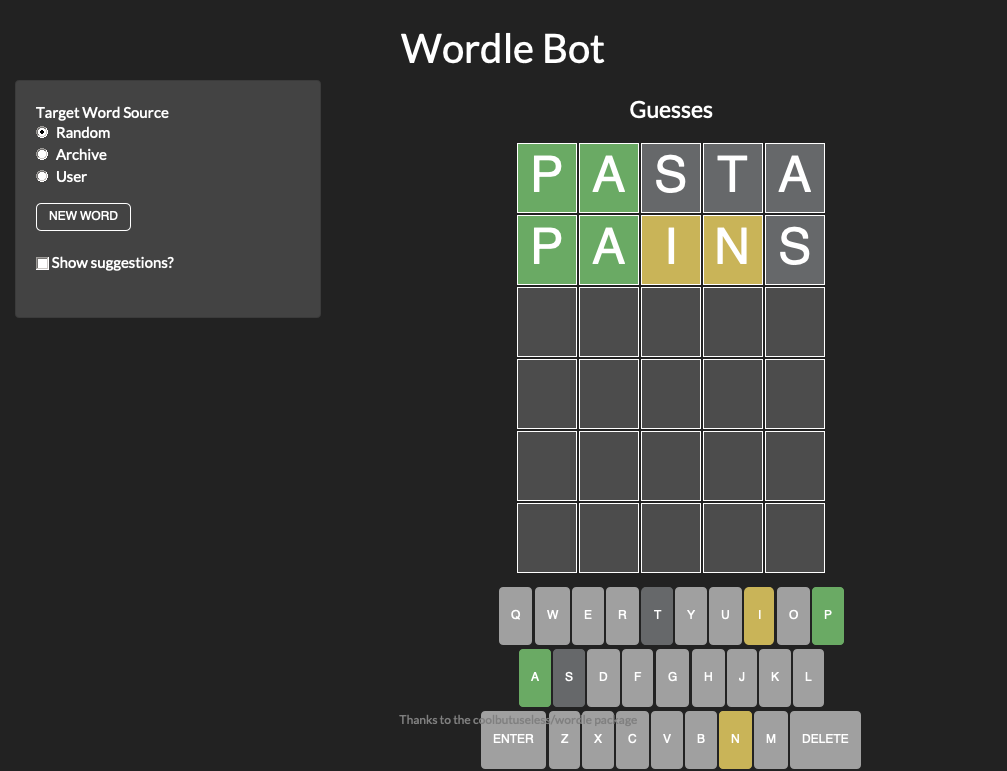 Wordle Bot
Target Word Source
Random
Archive
User
NEW WORD
Show suggestions?
Guesses
P A S T A
P A I N S
Q W E R T Y U I O P
A S D F G H J K L
Thanks to the coolbutuseless/wordle package
ENTER Z X C V B N M DELETE